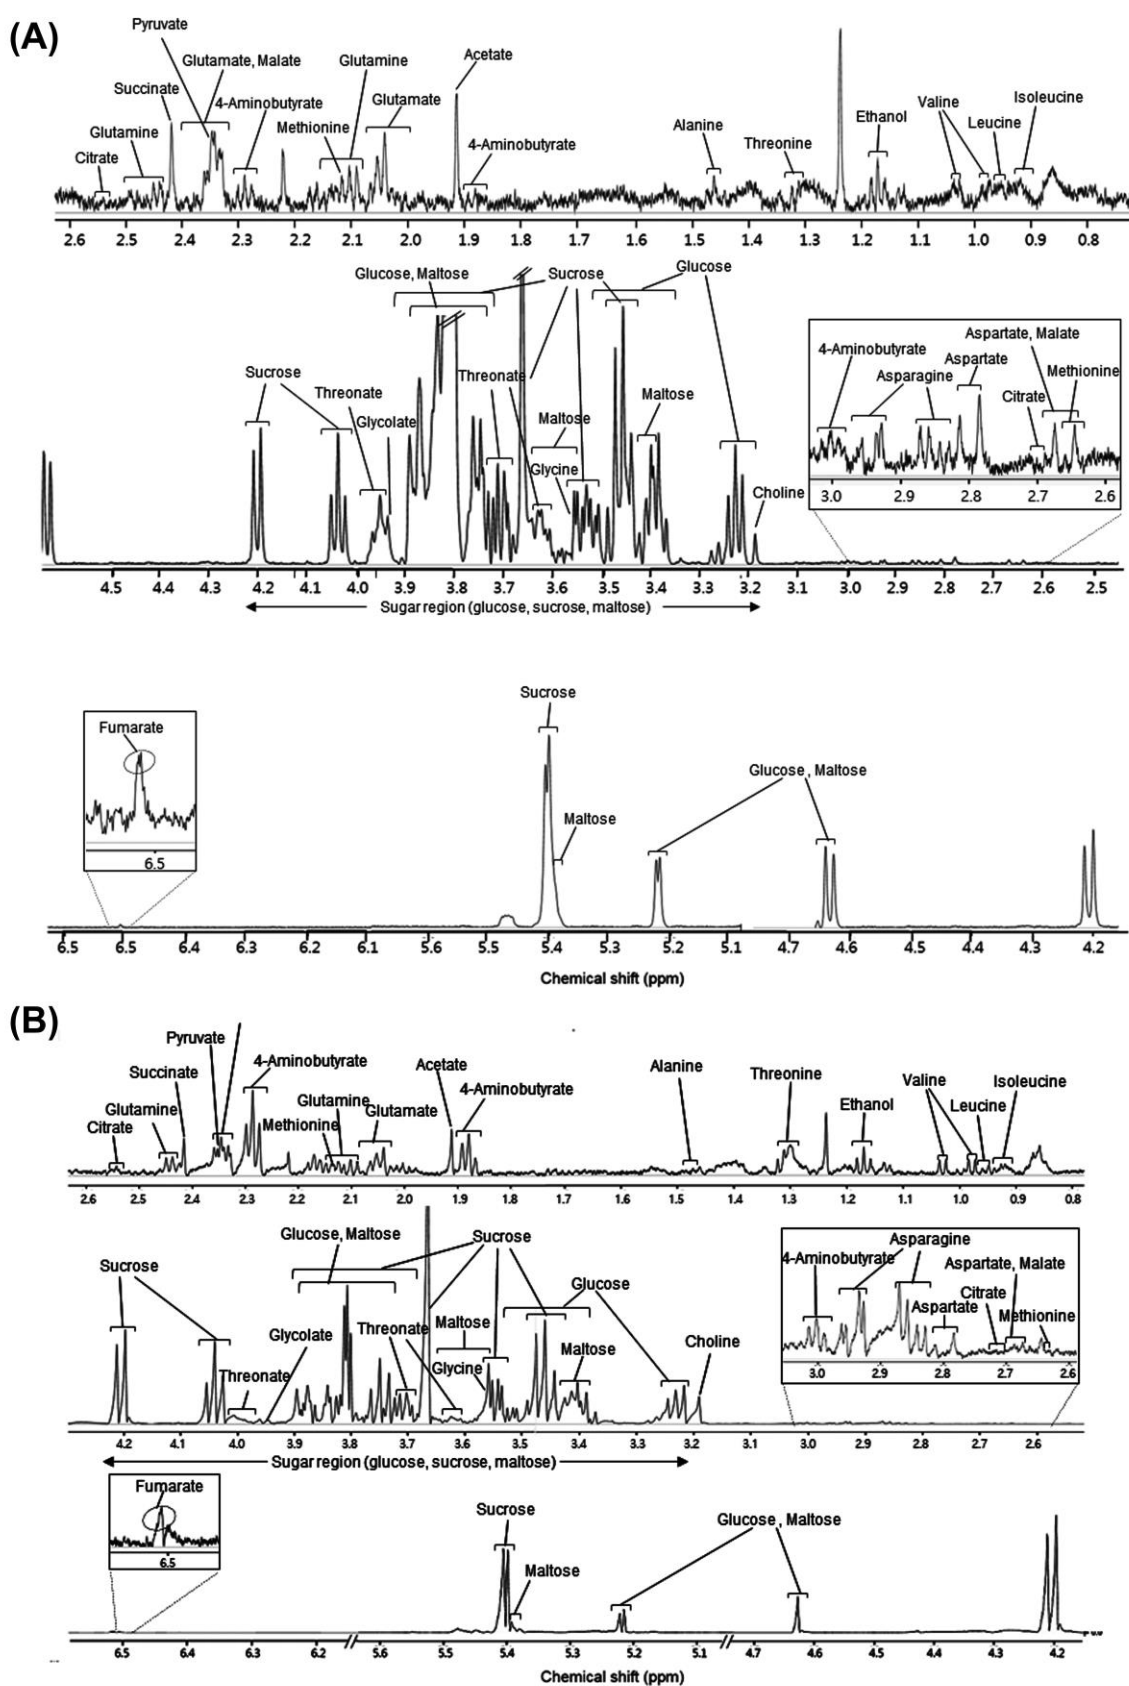 (A)
Pyruvate
Glutamate, Malate
Glutamine
Acetate
Succinate
4-Aminobutyrate
Glutamate
Isoleucine
Methionine
Valine
Ethanol
Leucine
Glutamine
Alanine
Threonine
4-Aminobutyrate
Citrate
2.6 2.5 2.4 2.3 2.2 2.1 2.0 1.9 1.8 1.7 1.6 1.5 1.4 1.3 1.2 1.1 1.0 0.9 0.8
Glucose, Maltose
Sucrose
Glucose
Aspartate, Malate
4-Aminobutyrate
Aspartate
Sucrose
Threonate
Asparagine
Methionine
Threonate
Maltose
Citrate
Glycolate
Maltose
Glycine
Choline
3.0 2.9 2.8 2.7 2.6
4.5 4.4 4.3 4.2 4.1 4.0 3.9 3.8 3.7 3.6 3.5 3.4 3.3 3.2 3.1 3.0 2.9 2.8 2.7 2.6 2.5
Sugar region (glucose, sucrose, maltose)
Sucrose
Fumarate
Glucose , Maltose
Maltose
6.5
6.5 6.4 6.3 6.2 6.1 5.6 5.5 5.4 5.3 5.2 5.1 4.7 4.6 4.5 4.4 4.3 4.2
Chemical shift (ppm)
(B)
Pyruvate
4-Aminobutyrate
Succinate
Acetate
Alanine
Threonine
Valine
Isoleucine
4-Aminobutyrate
Glutamine
Glutamine
Glutamate
Ethanol
Leucine
Citrate
Methionine
2.6 2.5 2.4 2.3 2.2 2.1 2.0 1.9 1.8 1.7 1.6 1.5 1.4 1.3 1.2 1.1 1.0 0.9 0.8
Glucose, Maltose
Sucrose
Asparagine
4-Aminobutyrate
Aspartate, Malate
Sucrose
Glucose
Citrate
Aspartate
Methionine
Maltose
Threonate
Glycolate
Maltose
Choline
Glycine
Threonate
3.0 2.9 2.8 2.7 2.6
4.2 4.1 4.0 3.9 3.8 3.7 3.6 3.5 3.4 3.3 3.2 3.1 3.0 2.9 2.8 2.7 2.6
Sugar region (glucose, sucrose, maltose)
Fumarate
Sucrose
Glucose , Maltose
Maltose
6.5
6.5 6.4 6.3 6.2 5.6 5.5 5.4 5.3 5.2 5.1 4.7 4.6 4.5 4.4 4.3 4.2
Chemical shift (ppm)